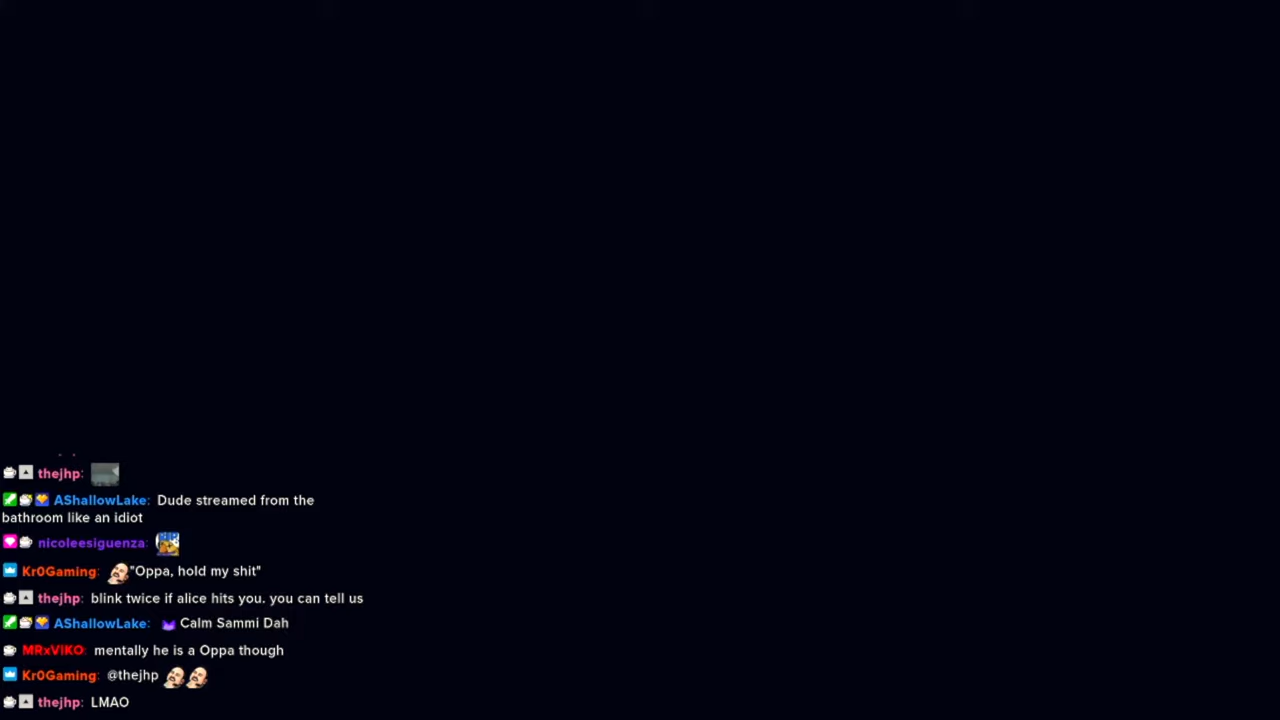 thejhp:
AShallowLake: Dude streamed from the
bathroom like an idiot
nicoleesiguenza:
Kr0Gaming: "Oppa, hold my shit"
thejhp: blink twice if alice hits you. you can tell us
AShallowLake: Calm Sammi Dah
MRxVIKO: mentally he is a Oppa though
Kr0Gaming: @thejhp
thejhp: LMAO